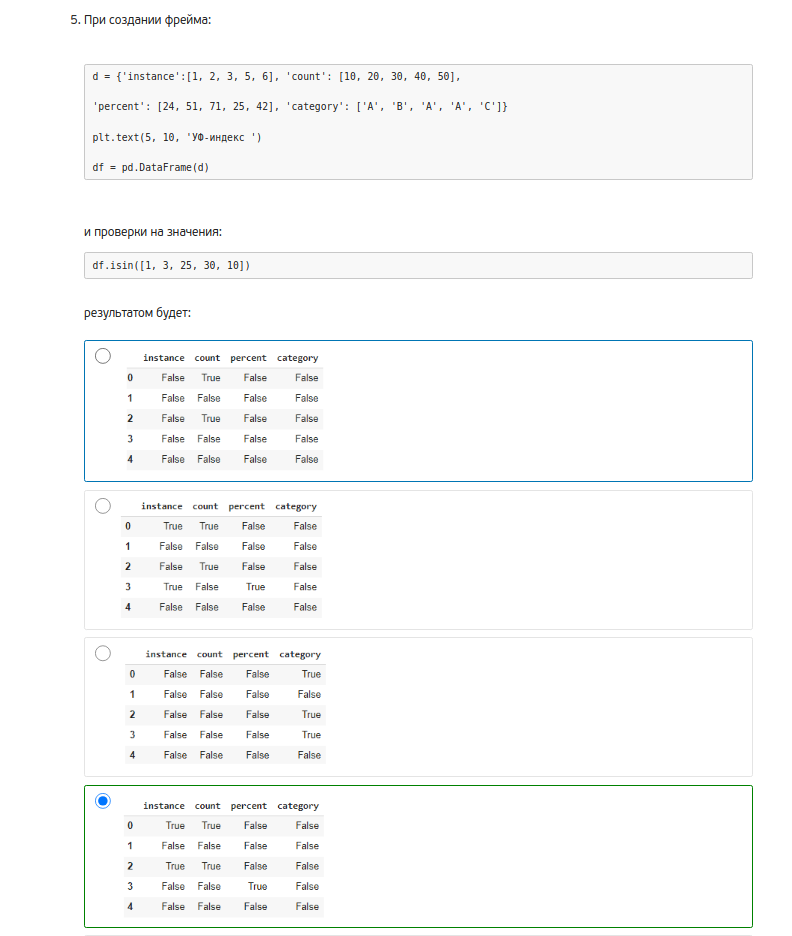 5. При создании фрейма:
d = {'instance':[1, 2, 3, 5, 6], 'count': [10, 20, 30, 40, 50],
'percent': [24, 51, 71, 25, 42], 'category': ['A', 'B', 'A', 'A', 'C']}
plt.text(5, 10, 'УФ-индекс ')
df = pd.DataFrame(d)
и проверки на значения:
df.isin([1, 3, 25, 30, 10])
результатом будет:
instance count percent category
0 False True False False
1 False False False False
2 False True False False
3 False False False False
4 False False False False
instance count percent category
0 True True False False
1 False False False False
2 False True False False
3 True False True False
4 False False False False
instance count percent category
0 False False False True
1 False False False False
2 False False False True
3 False False False True
4 False False False False
instance count percent category
0 True True False False
1 False False False False
2 True True False False
3 False False True False
4 False False False False